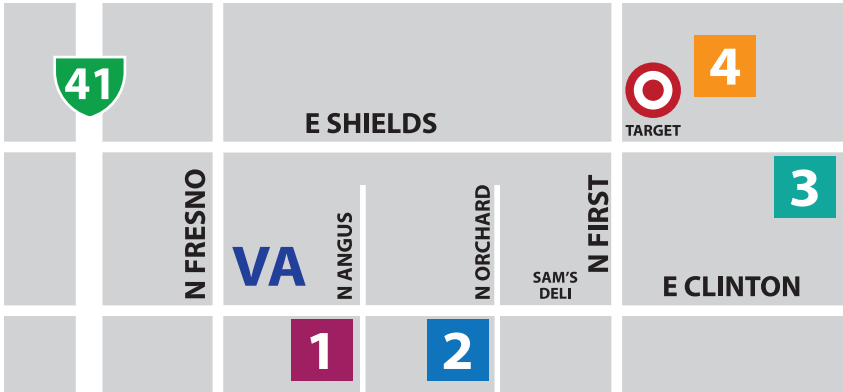 41
4
TARGET
E SHIELDS
3
N FRESNO
VA
N ANGUS
N ORCHARD
N FIRST
SAM'S
DELI
E CLINTON
1
2